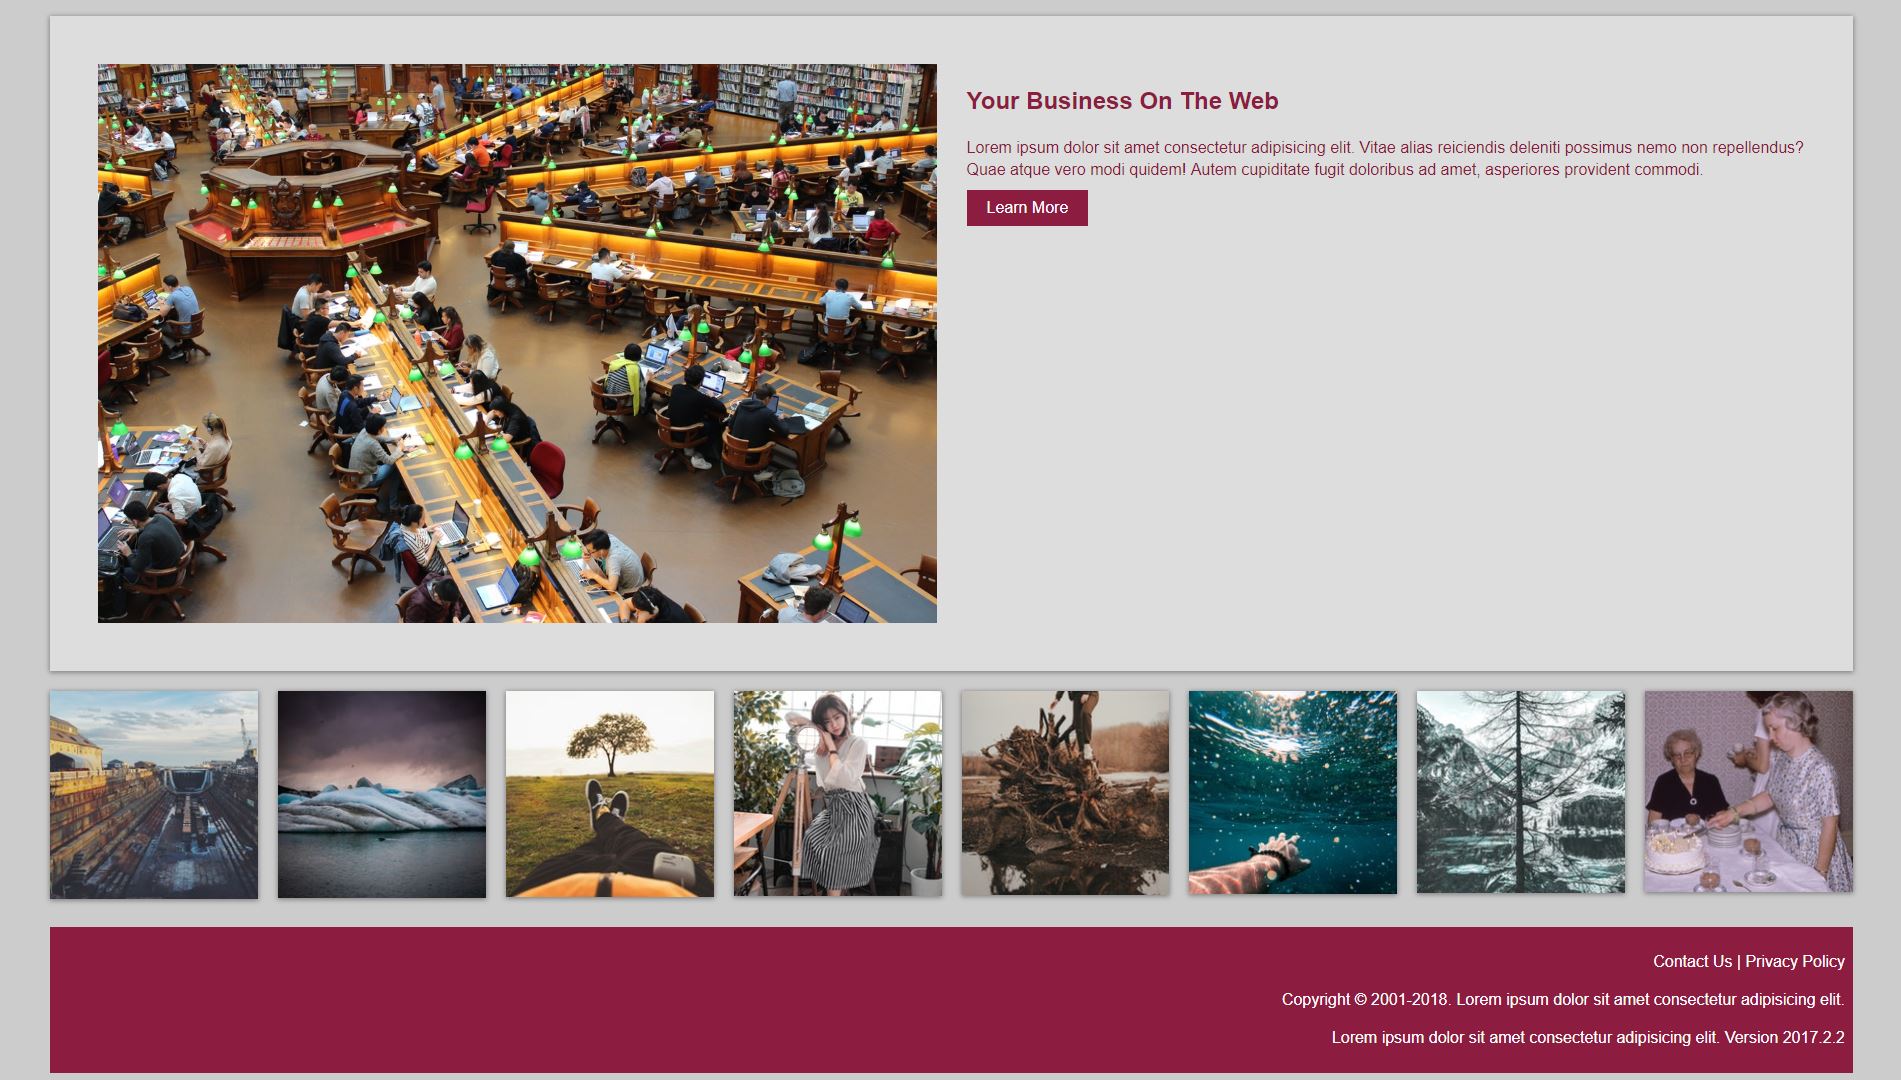 Your Business On The Web
Lorem ipsum dolor sit amet consectetur adipisicing elit. Vitae alias reiciendis deleniti possimus nemo non repellendus?
Quae atque vero modi quidem! Autem cupiditate fugit doloribus ad amet, asperiores provident commodi.
Learn More
Contact Us | Privacy Policy
Copyright © 2001-2018. Lorem ipsum dolor sit amet consectetur adipisicing elit.
Lorem ipsum dolor sit amet consectetur adipisicing elit. Version 2017.2.2